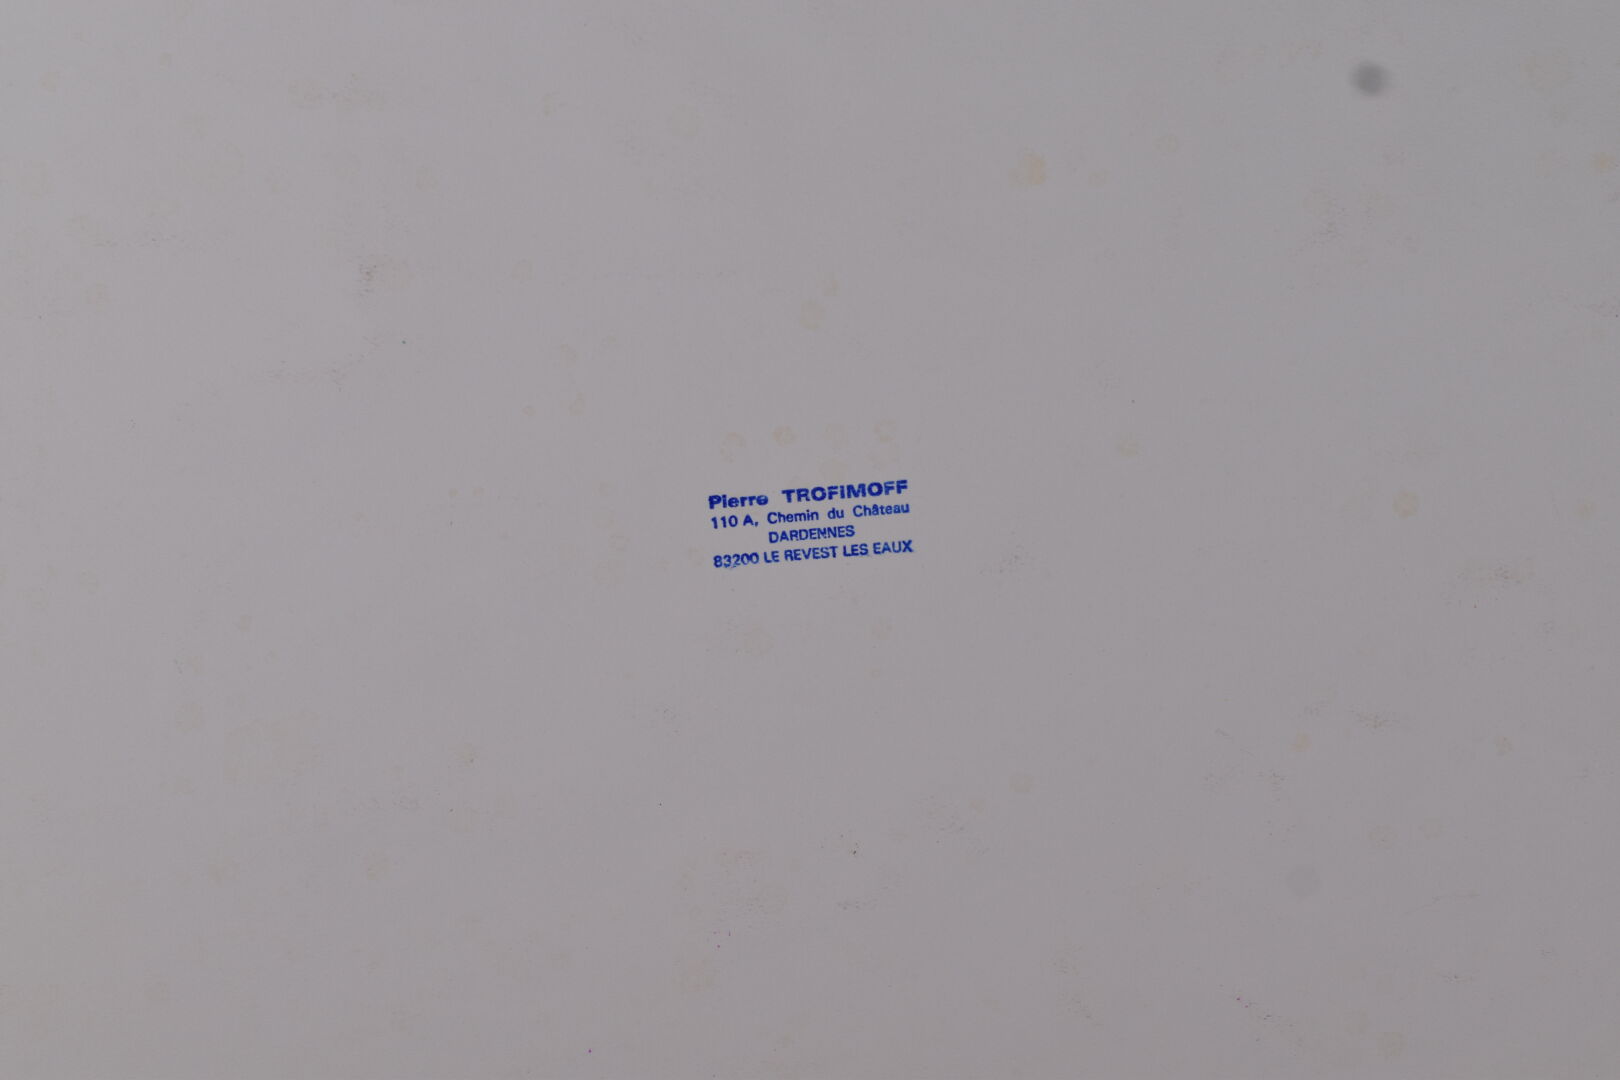 Pierre TROFIMOFF
110 A, Chemin du Château
DARDENNES
83200 LE REVEST LES EAUX